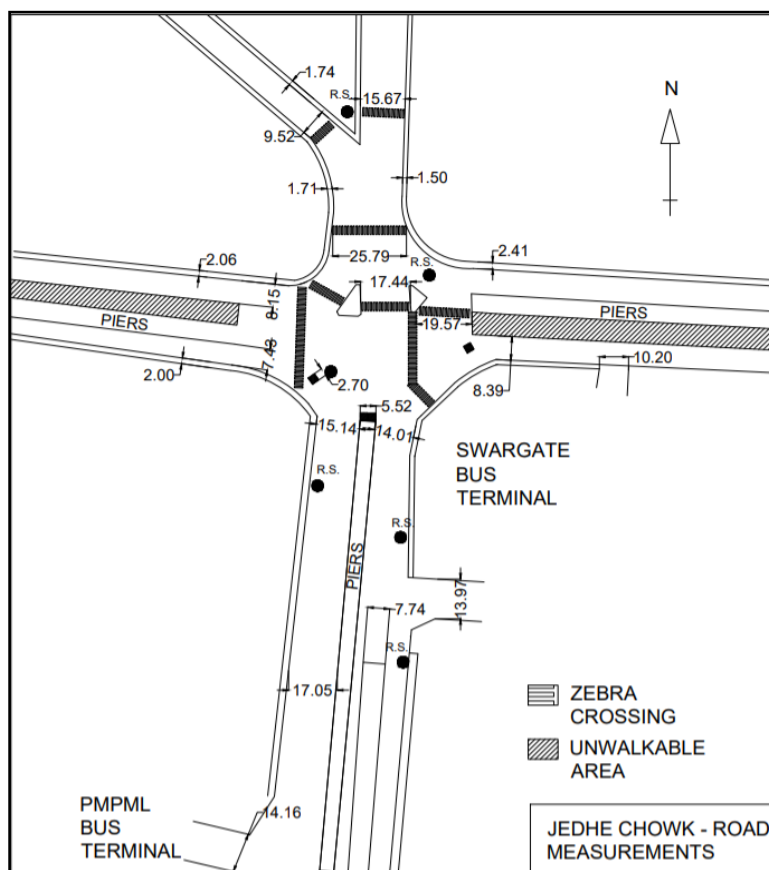 1.74
R.S.
15.67
N
9.52
1.71
1.50
2.06
25.79
R.S.
2.41
8.15
17.44
PIERS
19.57
PIERS
7.43
2.00
2.70
10.20
8.39
5.52
15.14
14.01
SWARGATE
BUS
TERMINAL
R.S.
R.S.
PIERS
7.74
13.97
R.S.
17.05
ZEBRA
CROSSING
UNWALKABLE
AREA
PMPML
BUS
TERMINAL
14.16
JEDHE CHOWK - ROAD
MEASUREMENTS